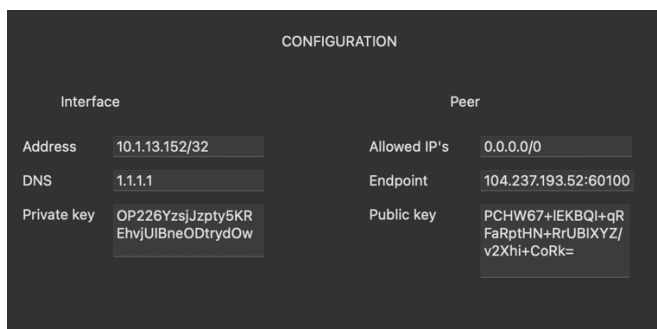 CONFIGURATION
Interface
Peer
Address 10.1.13.152/32
Allowed IP's 0.0.0.0/0
DNS 1.1.1.1
Endpoint 104.237.193.52:60100
Private key OP226YzsjJzpty5KR
EhvjUIBneODtrydOw
Public key PCHW67+IEKBQI+qR
FaRptHN+RrUBIXYZ/
v2Xhi+CoRk=